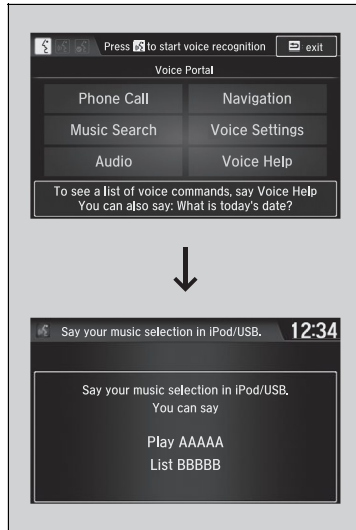 Press to start voice recognition exit
Voice Portal
Phone Call Navigation
Music Search Voice Settings
Audio Voice Help
To see a list of voice commands, say Voice Help
You can also say: What is today's date?
Say your music selection in iPod/USB. 12:34
Say your music selection in iPod/USB.
You can say
Play AAAAA
List BBBBB